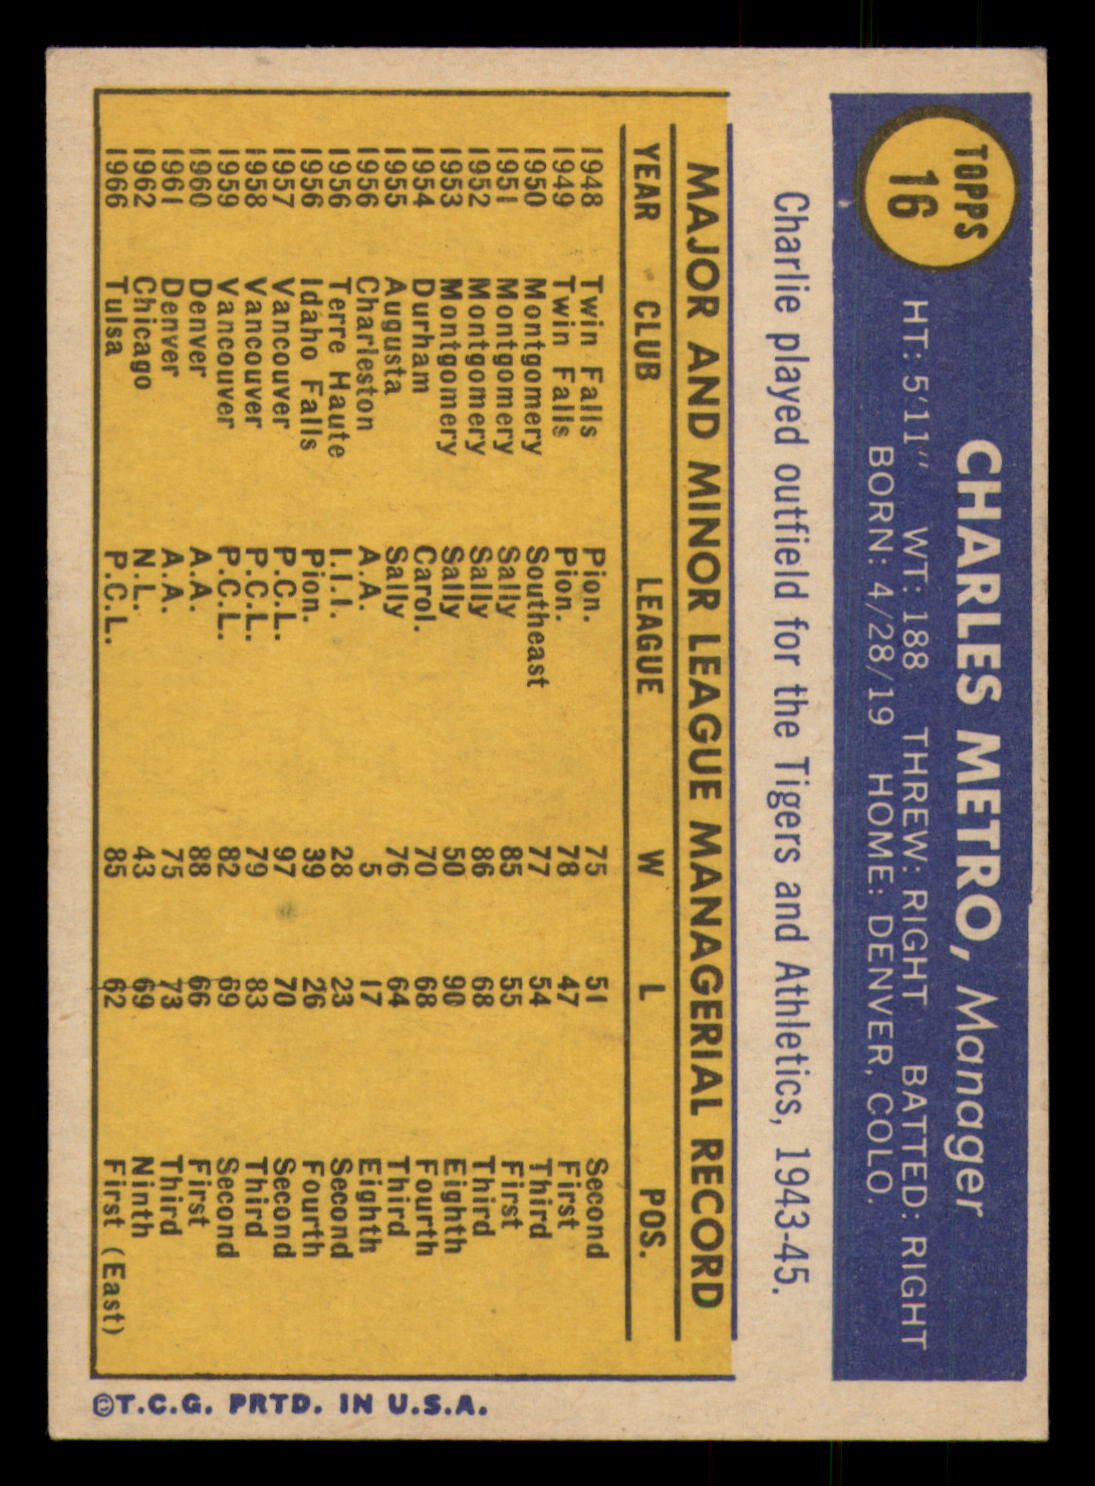 TOPPS
16
CHARLES METRO, Manager
HT: 5'11" WT: 188 THREW: RIGHT BATTED: RIGHT
BORN: 4/28/19 HOME: DENVER, COLO.
Charlie played outfield for the Tigers and Athletics, 1943-45.
MAJOR AND MINOR LEAGUE MANAGERIAL RECORD
YEAR CLUB LEAGUE W L POS.
1948 Twin Falls Pion. 75 51 Second
1949 Twin Falls Pion. 78 47 First
1950 Montgomery Southeast 77 54 Third
1951 Montgomery Sally 85 55 First
1952 Montgomery Sally 86 68 Third
1953 Montgomery Sally 50 90 Eighth
1954 Durham Carol. 70 68 Fourth
1955 Augusta Sally 76 64 Third
1956 Charleston A.A. 5 17 Eighth
1956 Terre Haute I.I.I. 28 23 Second
1956 Idaho Falls Pion. 39 26 Fourth
1957 Vancouver P.C.L. 97 70 Second
1958 Vancouver P.C.L. 79 83 Third
1959 Vancouver P.C.L. 82 69 Second
1960 Denver A.A. 88 66 First
1961 Denver A.A. 75 73 Third
1962 Chicago N.L. 43 69 Ninth
1966 Tulsa P.C.L. 85 62 First (East)
©T.C.G. PRTD. IN U.S.A.